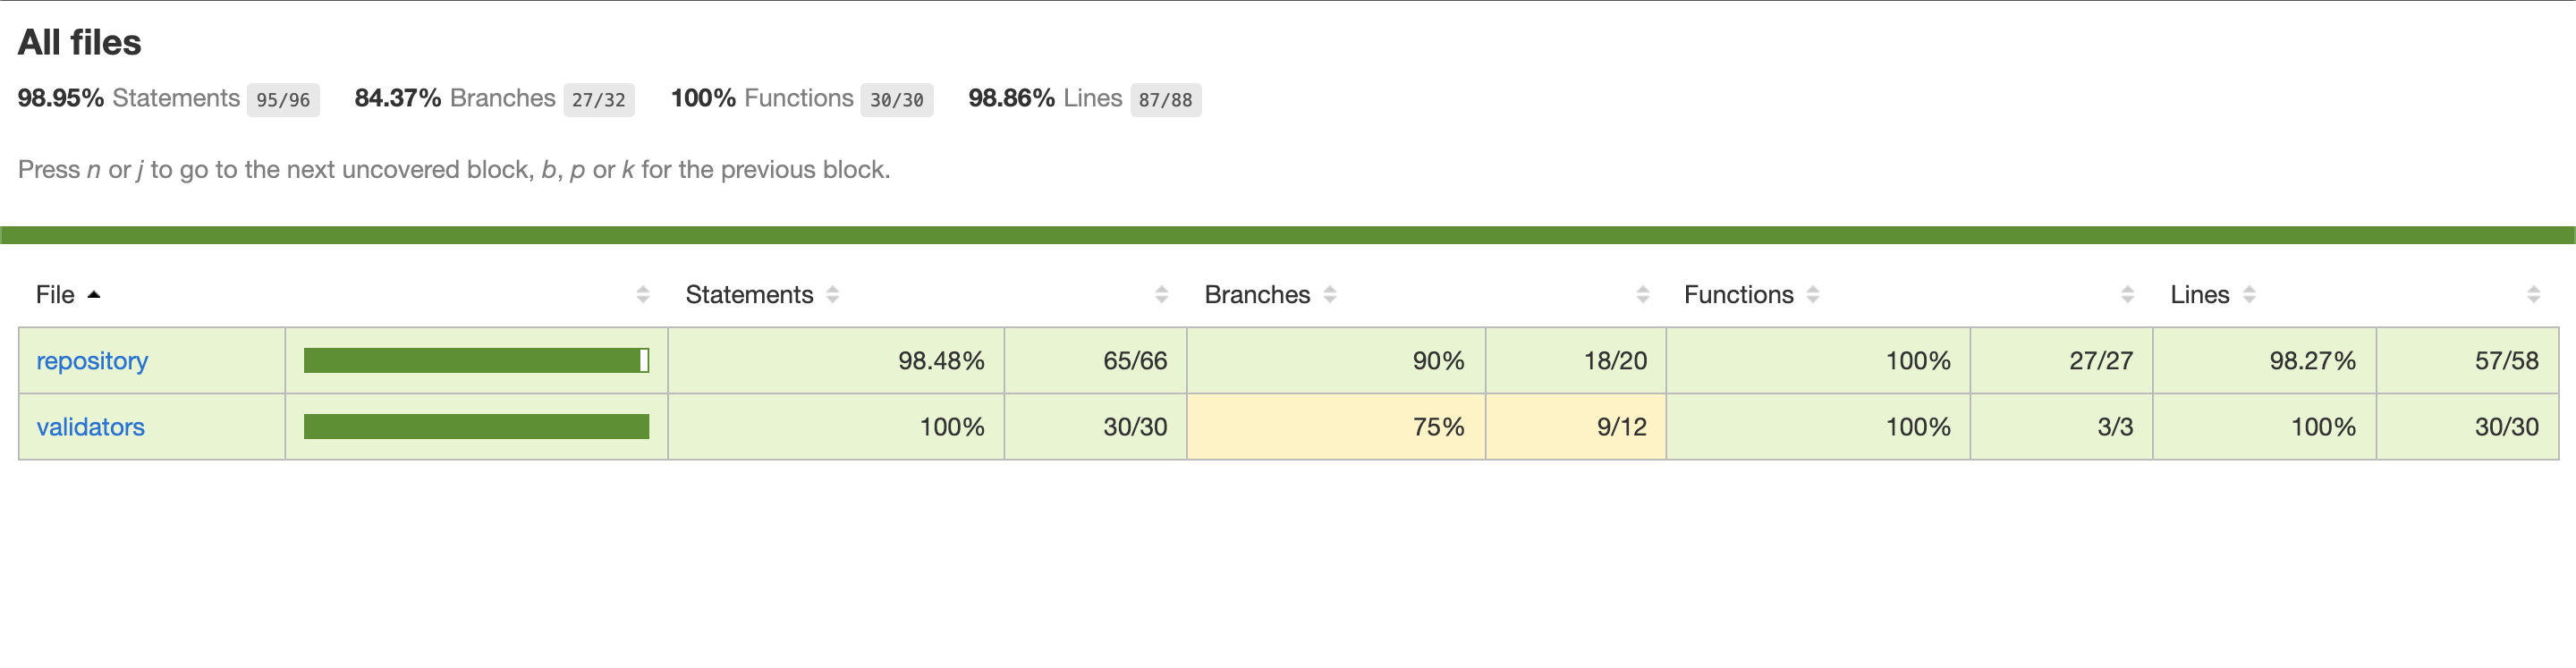 All files
98.95% Statements 95/96 84.37% Branches 27/32 100% Functions 30/30 98.86% Lines 87/88
Press n or j to go to the next uncovered block, b, p or k for the previous block.
File Statements Branches Functions Lines
repository 98.48% 65/66 90% 18/20 100% 27/27 98.27% 57/58
validators 100% 30/30 75% 9/12 100% 3/3 100% 30/30